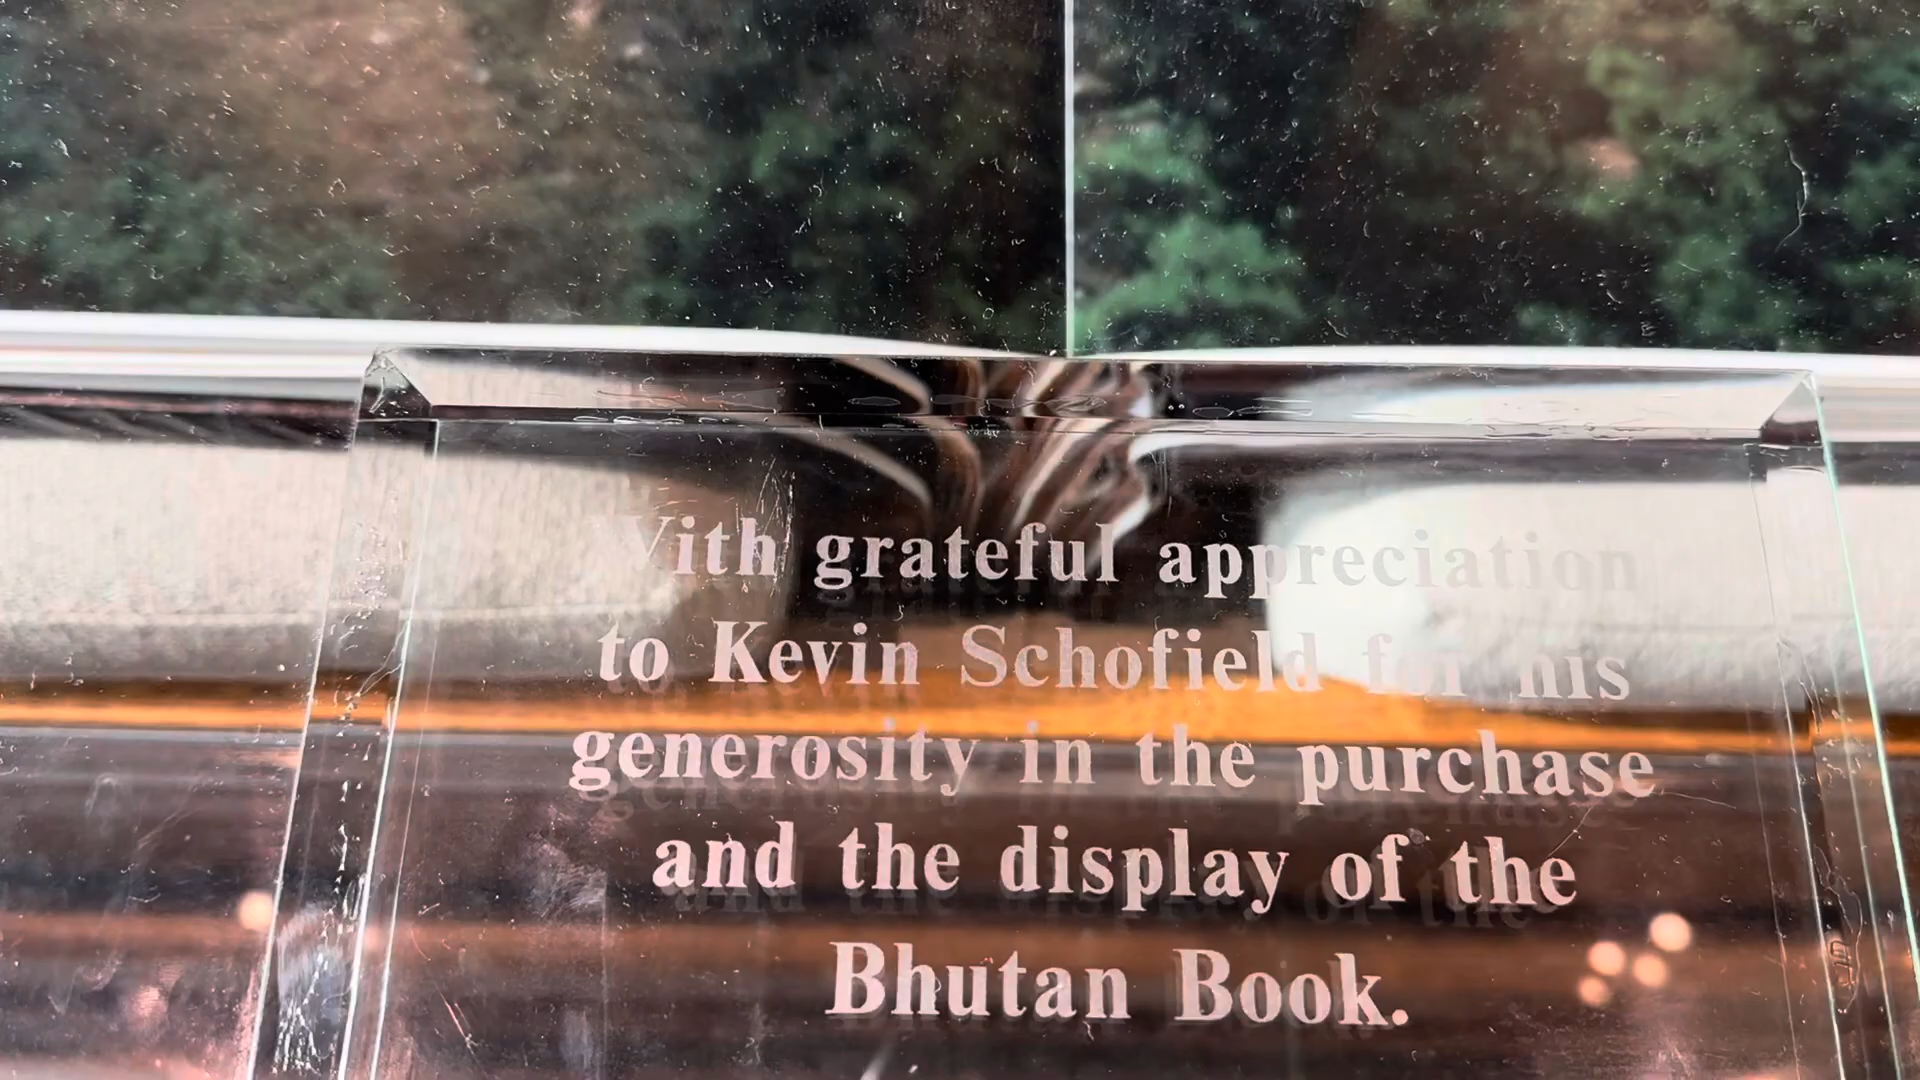 With grateful appreciation
to Kevin Schofield for his
generosity in the purchase
and the display of the
Bhutan Book.